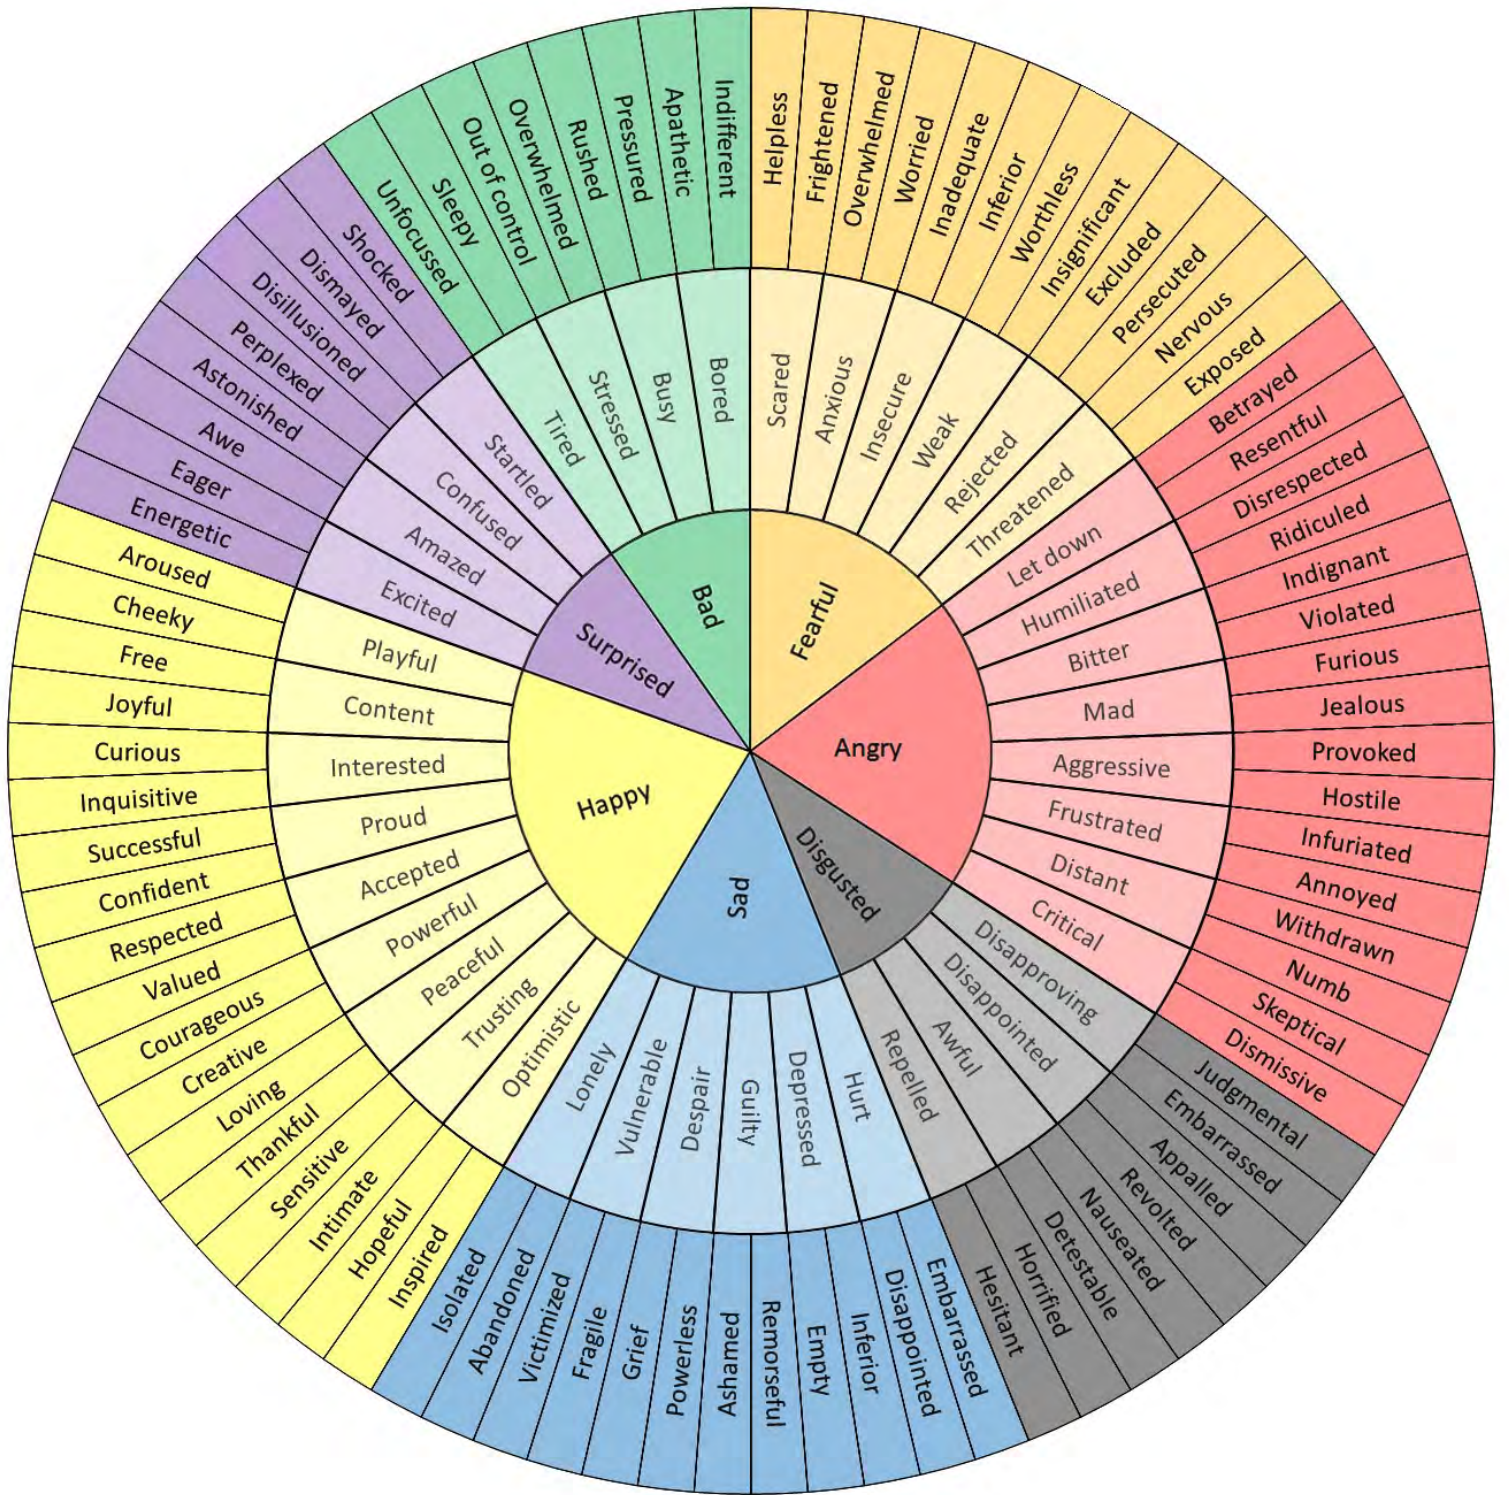 Fearful
Angry
Disgusted
Sad
Happy
Surprised
Bad
Scared
Anxious
Insecure
Weak
Rejected
Threatened
Let down
Humiliated
Bitter
Mad
Aggressive
Frustrated
Distant
Critical
Disapproving
Disappointed
Awful
Repelled
Hurt
Depressed
Guilty
Despair
Vulnerable
Lonely
Optimistic
Trusting
Peaceful
Powerful
Accepted
Proud
Interested
Content
Playful
Excited
Amazed
Confused
Startled
Tired
Stressed
Busy
Bored
Helpless
Frightened
Overwhelmed
Worried
Inadequate
Inferior
Worthless
Insignificant
Excluded
Persecuted
Nervous
Exposed
Betrayed
Resentful
Disrespected
Ridiculed
Indignant
Violated
Furious
Jealous
Provoked
Hostile
Infuriated
Annoyed
Withdrawn
Numb
Skeptical
Dismissive
Judgmental
Embarrassed
Appalled
Revolted
Nauseated
Detestable
Horrified
Hesitant
Embarrassed
Disappointed
Inferior
Empty
Remorseful
Ashamed
Powerless
Grief
Fragile
Victimized
Abandoned
Isolated
Inspired
Hopeful
Intimate
Sensitive
Thankful
Loving
Creative
Courageous
Valued
Respected
Confident
Successful
Inquisitive
Curious
Joyful
Free
Cheeky
Aroused
Energetic
Eager
Awe
Astonished
Perplexed
Disillusioned
Dismayed
Shocked
Unfocussed
Sleepy
Out of control
Overwhelmed
Rushed
Pressured
Apathetic
Indifferent